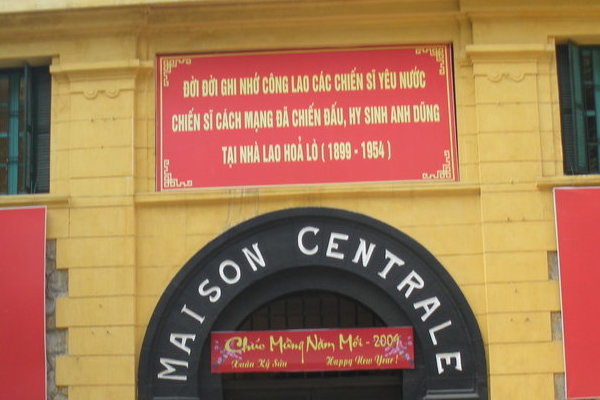 ĐỜI ĐỜI GHI NHỚ CÔNG LAO CÁC CHIẾN SĨ YÊU NƯỚC
CHIẾN SĨ CÁCH MẠNG ĐÃ CHIẾN ĐẤU, HY SINH ANH DŨNG
TẠI NHÀ LAO HOẢ LÒ ( 1899 - 1954 )
MAISON CENTRALE
Chúc Mừng Năm Mới - 2009
Xuân Kỷ Sửu Happy New Year !